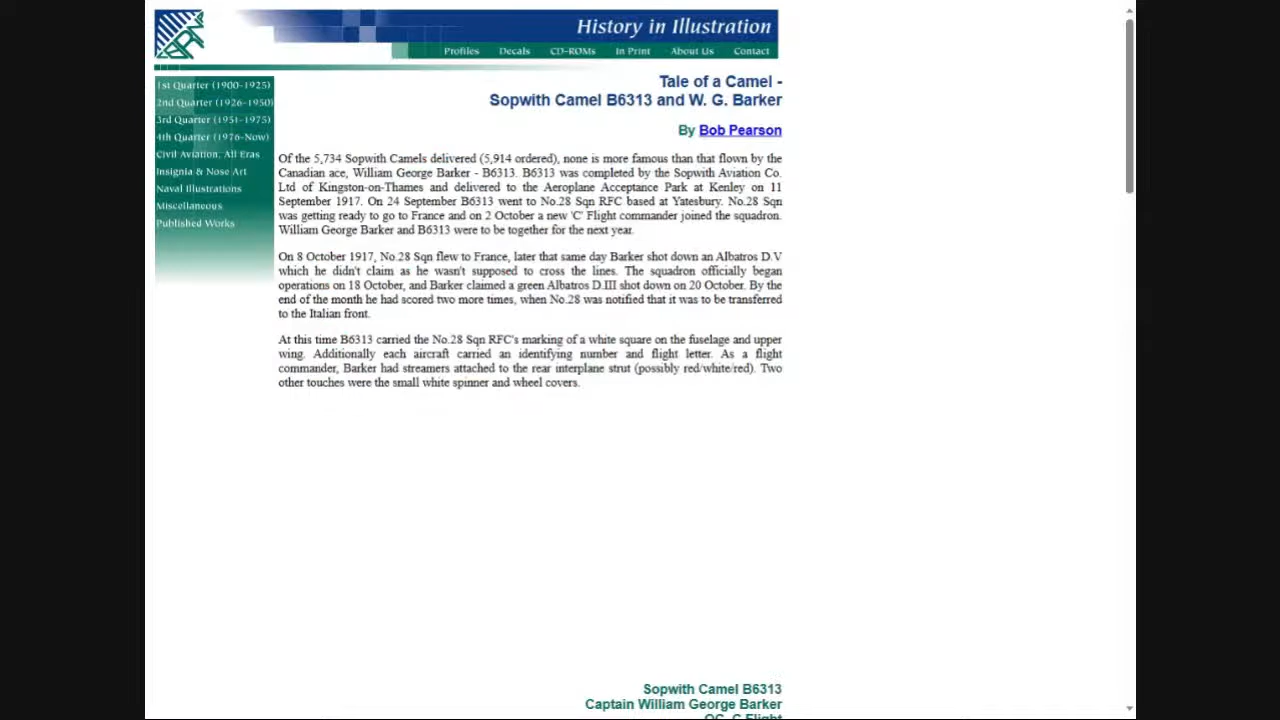 History in Illustration
Profiles Decals CD-ROMs In Print About Us Contact
1st Quarter (1900-1925)
2nd Quarter (1926-1950)
3rd Quarter (1951-1975)
4th Quarter (1976-Now)
Civil Aviation, All Eras
Insignia & Nose Art
Naval Illustrations
Miscellaneous
Published Works
Tale of a Camel -
Sopwith Camel B6313 and W. G. Barker
By Bob Pearson
Of the 5,734 Sopwith Camels delivered (5,914 ordered), none is more famous than that flown by the
Canadian ace, William George Barker - B6313. B6313 was completed by the Sopwith Aviation Co.
Ltd of Kingston-on-Thames and delivered to the Aeroplane Acceptance Park at Kenley on 11
September 1917. On 24 September B6313 went to No.28 Sqn RFC based at Yatesbury. No.28 Sqn
was getting ready to go to France and on 2 October a new 'C' Flight commander joined the squadron.
William George Barker and B6313 were to be together for the next year.
On 8 October 1917, No.28 Sqn flew to France, later that same day Barker shot down an Albatros D.V
which he didn't claim as he wasn't supposed to cross the lines. The squadron officially began
operations on 18 October, and Barker claimed a green Albatros D.III shot down on 20 October. By the
end of the month he had scored two more times, when No.28 was notified that it was to be transferred
to the Italian front.
At this time B6313 carried the No.28 Sqn RFC's marking of a white square on the fuselage and upper
wing. Additionally each aircraft carried an identifying number and flight letter. As a flight
commander, Barker had streamers attached to the rear interplane strut (possibly red/white/red). Two
other touches were the small white spinner and wheel covers.
Sopwith Camel B6313
Captain William George Barker
OC, C Flight